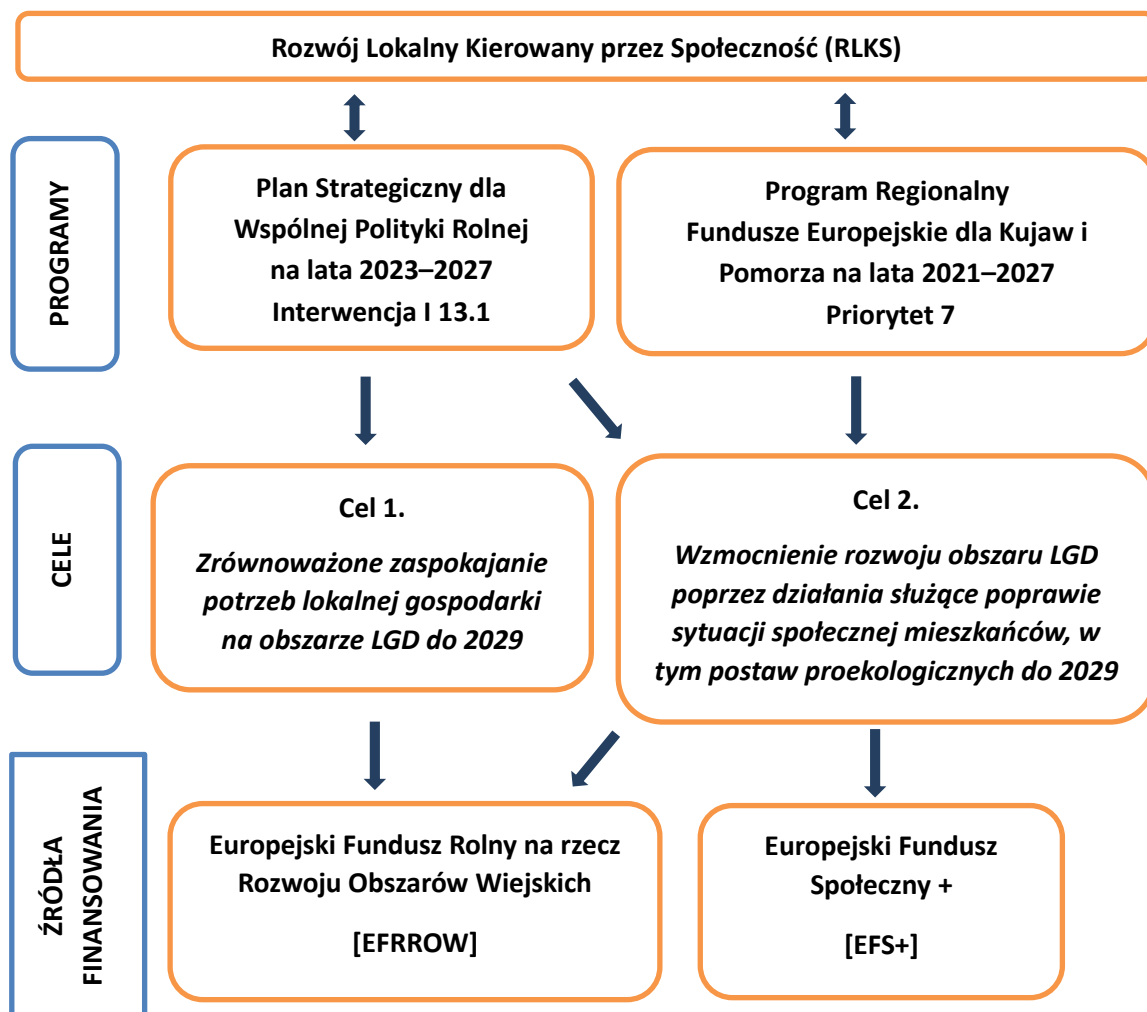 Rozwój Lokalny Kierowany przez Społeczność (RLKS)
PROGRAMY
Plan Strategiczny dla
Wspólnej Polityki Rolnej
na lata 2023–2027
Interwencja I 13.1
Program Regionalny
Fundusze Europejskie dla Kujaw i
Pomorza na lata 2021–2027
Priorytet 7
CELE
Cel 1.
Zrównoważone zaspokajanie
potrzeb lokalnej gospodarki
na obszarze LGD do 2029
Cel 2.
Wzmocnienie rozwoju obszaru LGD
poprzez działania służące poprawie
sytuacji społecznej mieszkańców, w
tym postaw proekologicznych do 2029
ŹRÓDŁA
FINANSOWANIA
Europejski Fundusz Rolny na rzecz
Rozwoju Obszarów Wiejskich
[EFRROW]
Europejski Fundusz
Społeczny +
[EFS+]